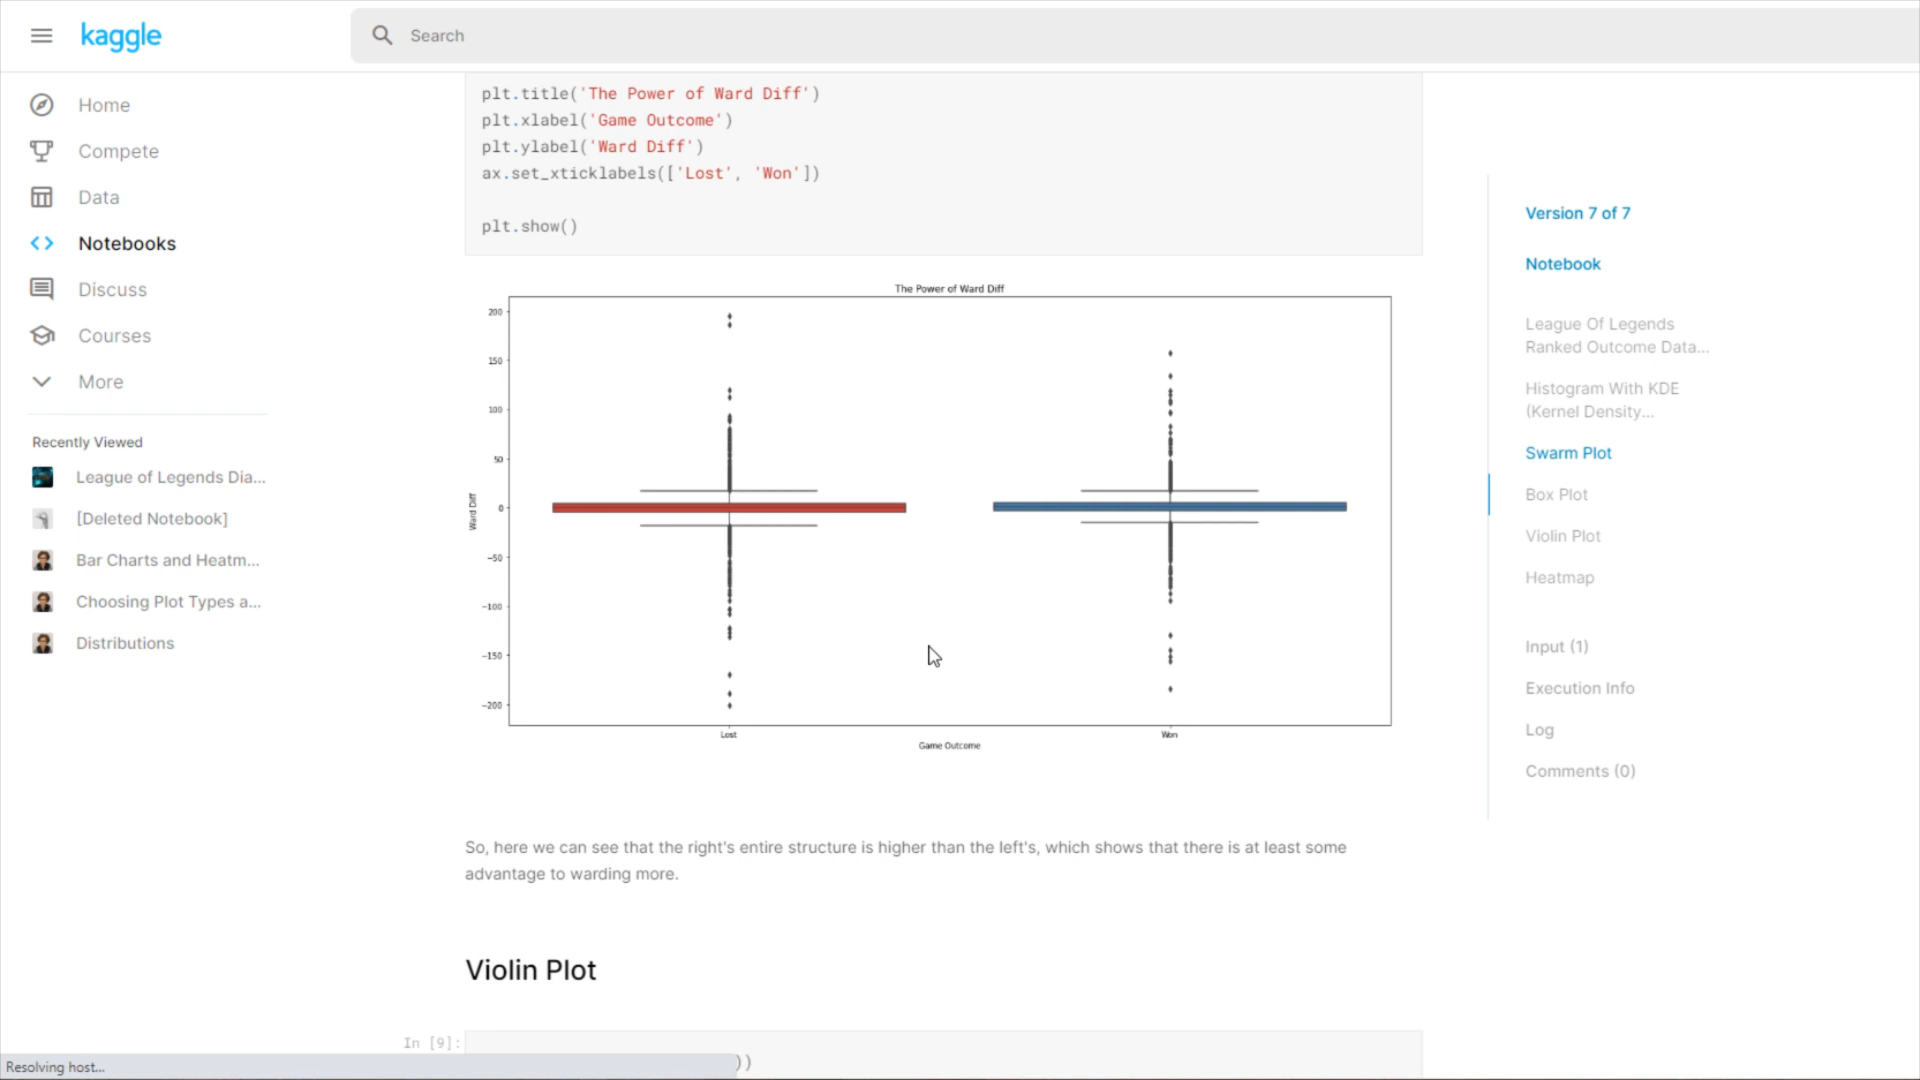 kaggle
Search
Home
Compete
Data
Notebooks
Discuss
Courses
More
Recently Viewed
League of Legends Dia...
[Deleted Notebook]
Bar Charts and Heatm...
Choosing Plot Types a...
Distributions
plt.title('The Power of Ward Diff')
plt.xlabel('Game Outcome')
plt.ylabel('Ward Diff')
ax.set_xticklabels(['Lost', 'Won'])
plt.show()
The Power of Ward Diff
200
150
100
50
0
−50
−100
−150
−200
Ward Diff
Lost
Won
Game Outcome
So, here we can see that the right's entire structure is higher than the left's, which shows that there is at least some
advantage to warding more.
Violin Plot
In [9]:
))
Version 7 of 7
Notebook
League Of Legends
Ranked Outcome Data...
Histogram With KDE
(Kernel Density...
Swarm Plot
Box Plot
Violin Plot
Heatmap
Input (1)
Execution Info
Log
Comments (0)
Resolving host...